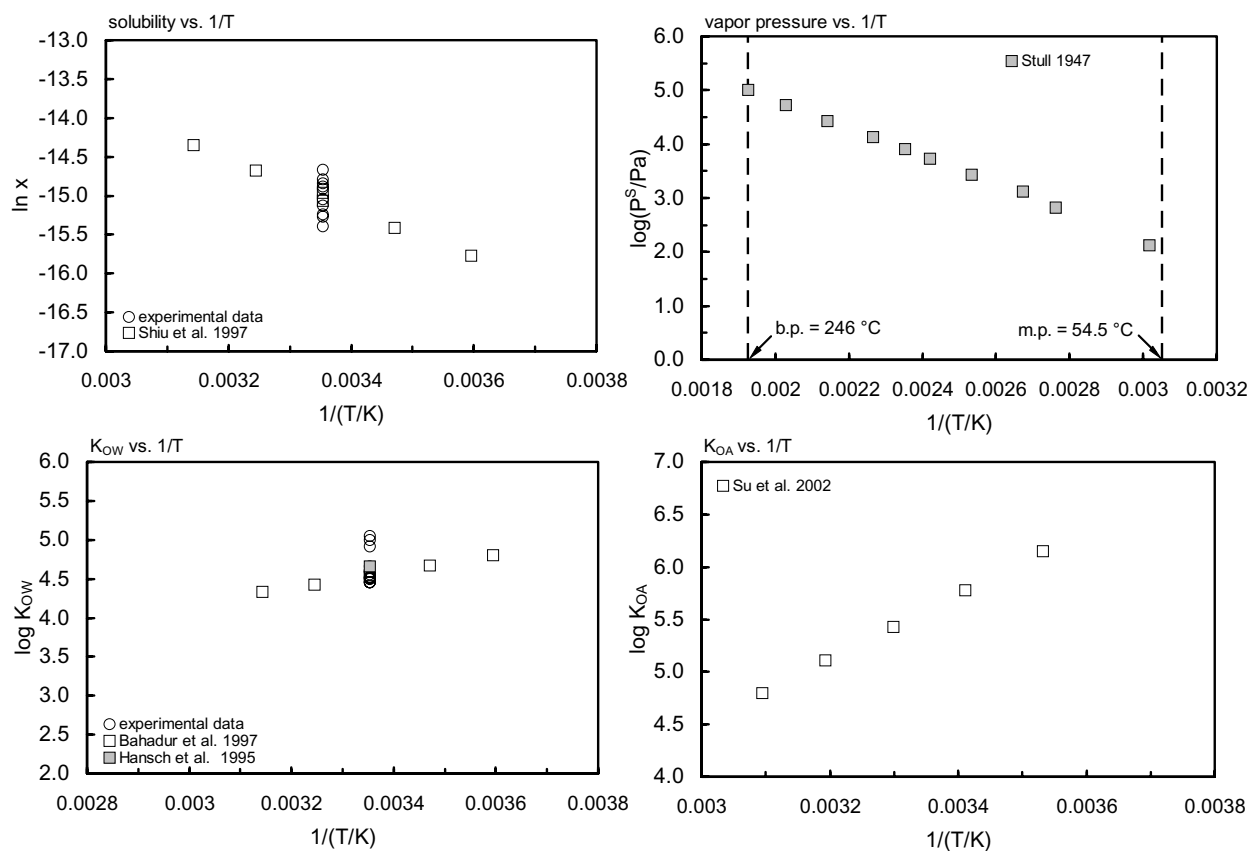 solubility vs. 1/T
-13.0
-13.5
-14.0
-14.5
-15.0
-15.5
-16.0
-16.5
-17.0
ln x
experimental data
Shiu et al. 1997
0.003 0.0032 0.0034 0.0036 0.0038
1/(T/K)
vapor pressure vs. 1/T
6.0
5.0
4.0
3.0
2.0
1.0
0.0
log(P^S/Pa)
Stull 1947
b.p. = 246 °C
m.p. = 54.5 °C
0.0018 0.002 0.0022 0.0024 0.0026 0.0028 0.003 0.0032
1/(T/K)
K_OW vs. 1/T
6.0
5.5
5.0
4.5
4.0
3.5
3.0
2.5
2.0
log K_OW
experimental data
Bahadur et al. 1997
Hansch et al. 1995
0.0028 0.003 0.0032 0.0034 0.0036 0.0038
1/(T/K)
K_OA vs. 1/T
7.0
6.5
6.0
5.5
5.0
4.5
4.0
log K_OA
Su et al. 2002
0.003 0.0032 0.0034 0.0036 0.0038
1/(T/K)